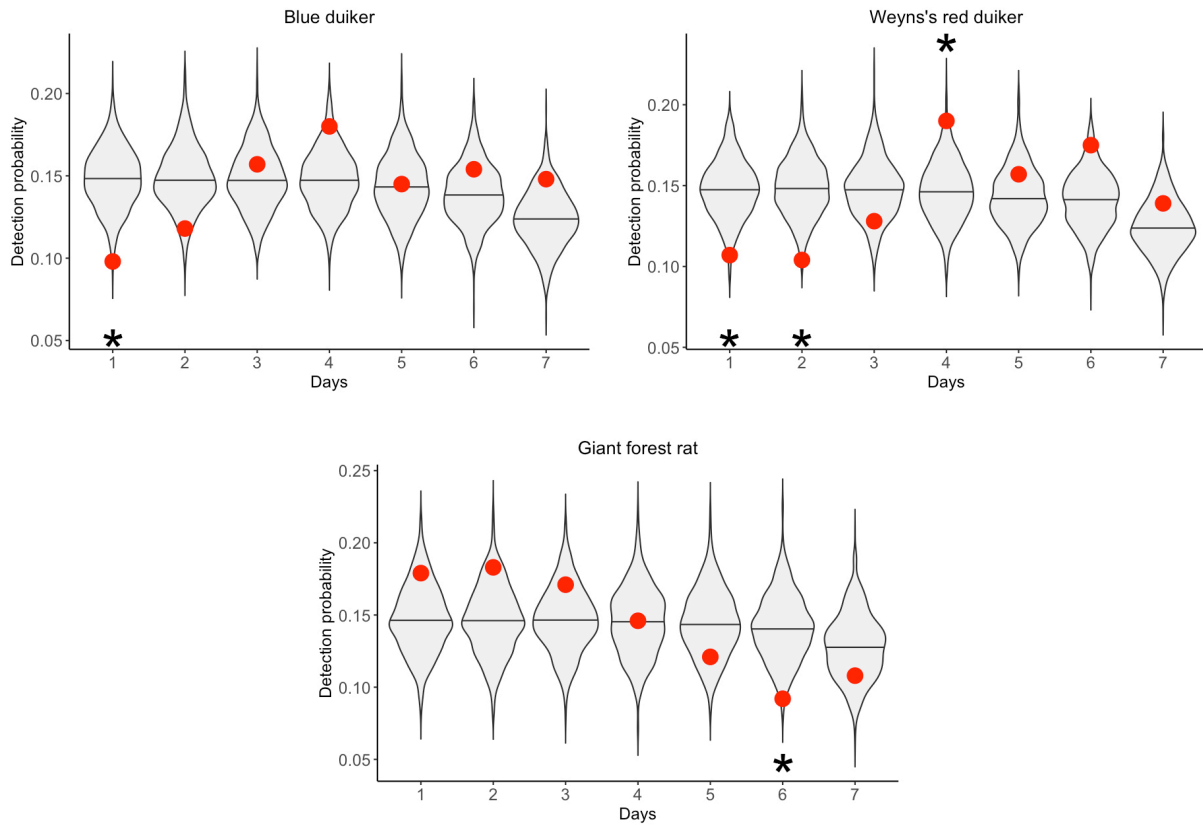 Blue duiker
Detection probability
0.20
0.15
0.10
0.05
*
1 2 3 4 5 6 7
Days
Weyns's red duiker
Detection probability
*
0.20
0.15
0.10
0.05
* *
1 2 3 4 5 6 7
Days
Giant forest rat
Detection probability
0.25
0.20
0.15
0.10
0.05
*
1 2 3 4 5 6 7
Days